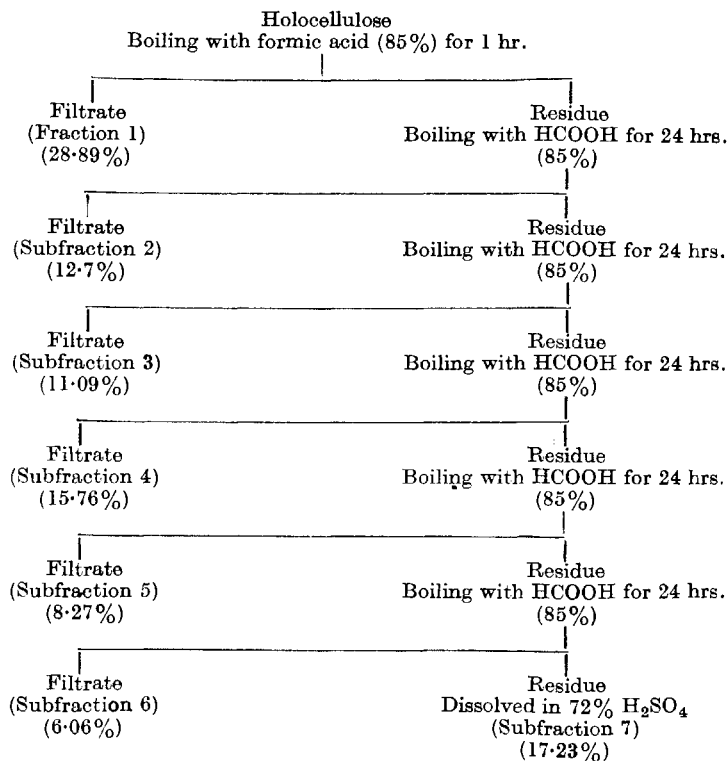 Holocellulose
Boiling with formic acid (85%) for 1 hr.
Filtrate
(Fraction 1)
(28·89%)
Residue
Boiling with HCOOH for 24 hrs.
(85%)
Filtrate
(Subfraction 2)
(12·7%)
Residue
Boiling with HCOOH for 24 hrs.
(85%)
Filtrate
(Subfraction 3)
(11·09%)
Residue
Boiling with HCOOH for 24 hrs.
(85%)
Filtrate
(Subfraction 4)
(15·76%)
Residue
Boiling with HCOOH for 24 hrs.
(85%)
Filtrate
(Subfraction 5)
(8·27%)
Residue
Boiling with HCOOH for 24 hrs.
(85%)
Filtrate
(Subfraction 6)
(6·06%)
Residue
Dissolved in 72% H₂SO₄
(Subfraction 7)
(17·23%)